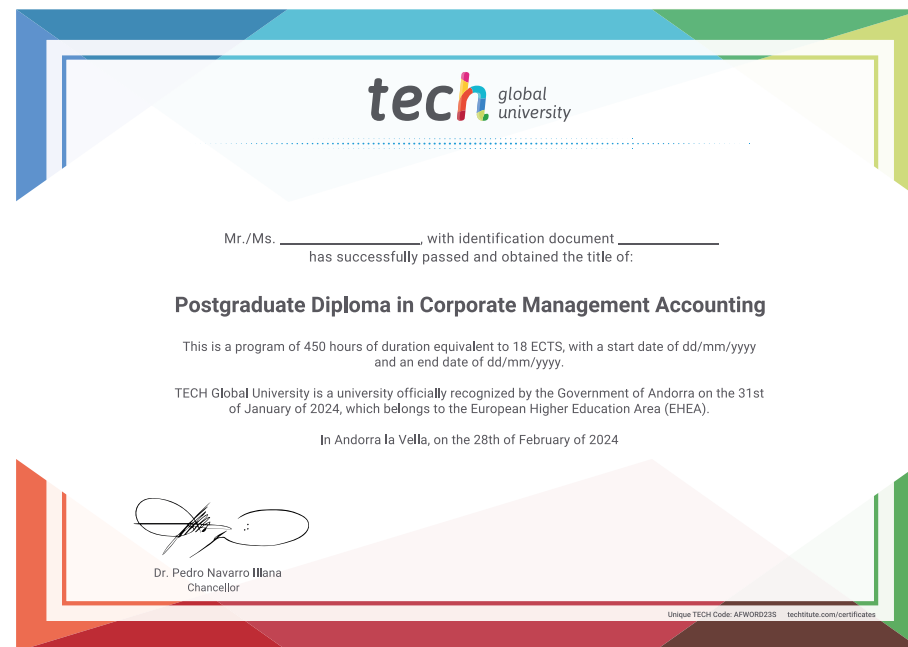 tech global
university
Mr./Ms. ____________________, with identification document ______________
has successfully passed and obtained the title of:
Postgraduate Diploma in Corporate Management Accounting
This is a program of 450 hours of duration equivalent to 18 ECTS, with a start date of dd/mm/yyyy
and an end date of dd/mm/yyyy.
TECH Global University is a university officially recognized by the Government of Andorra on the 31st
of January of 2024, which belongs to the European Higher Education Area (EHEA).
In Andorra la Vella, on the 28th of February of 2024
Dr. Pedro Navarro Illana
Chancellor
Unique TECH Code: AFWORD23S techtitute.com/certificates